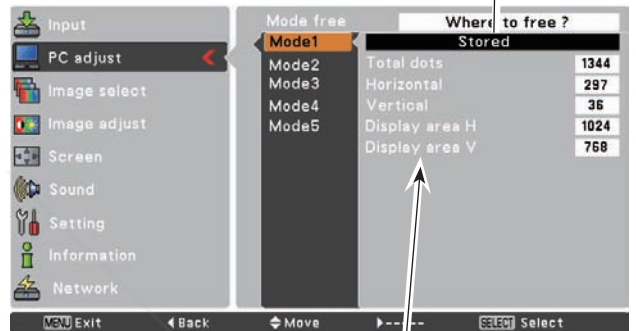 Input
PC adjust
Image select
Image adjust
Screen
Sound
Setting
Information
Network
Mode free
Where to free ?
Mode1
Mode2
Mode3
Mode4
Mode5
Stored
Total dots 1344
Horizontal 297
Vertical 36
Display area H 1024
Display area V 768
MENU Exit
Back
Move
-----
SELECT Select